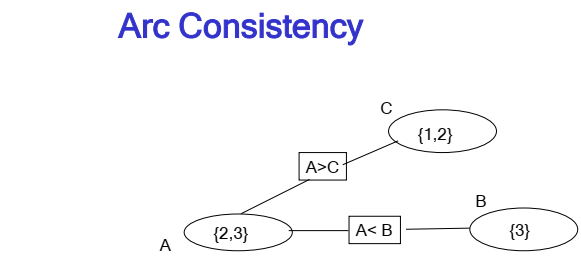 Arc Consistency
C
{1,2}
A>C
B
{2,3}
A< B
{3}
A